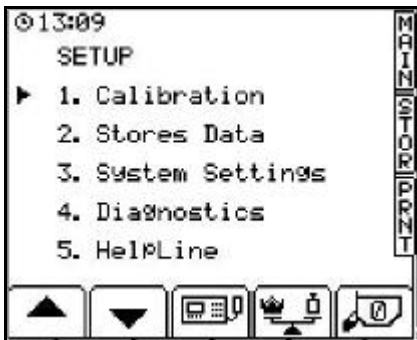 13:09
SETUP
1. Calibration
2. Stores Data
3. System Settings
4. Diagnostics
5. HelpLine
MAIN
STOR
PRNT
0